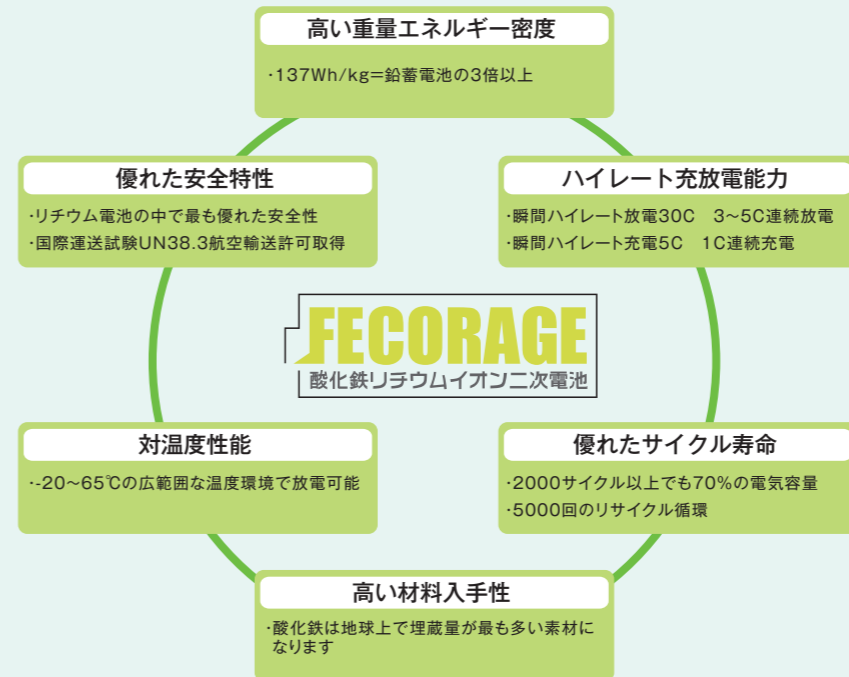 高い重量エネルギー密度
·137Wh/kg=鉛蓄電池の3倍以上
優れた安全特性
·リチウム電池の中で最も優れた安全性
·国際運送試験UN38.3航空輸送許可取得
ハイレート充放電能力
·瞬間ハイレート放電30C　3~5C連続放電
·瞬間ハイレート充電5C　1C連続充電
FECORAGE
酸化鉄リチウムイオン二次電池
対温度性能
·-20~65℃の広範囲な温度環境で放電可能
優れたサイクル寿命
·2000サイクル以上でも70%の電気容量
·5000回のリサイクル循環
高い材料入手性
·酸化鉄は地球上で埋蔵量が最も多い素材に
なります